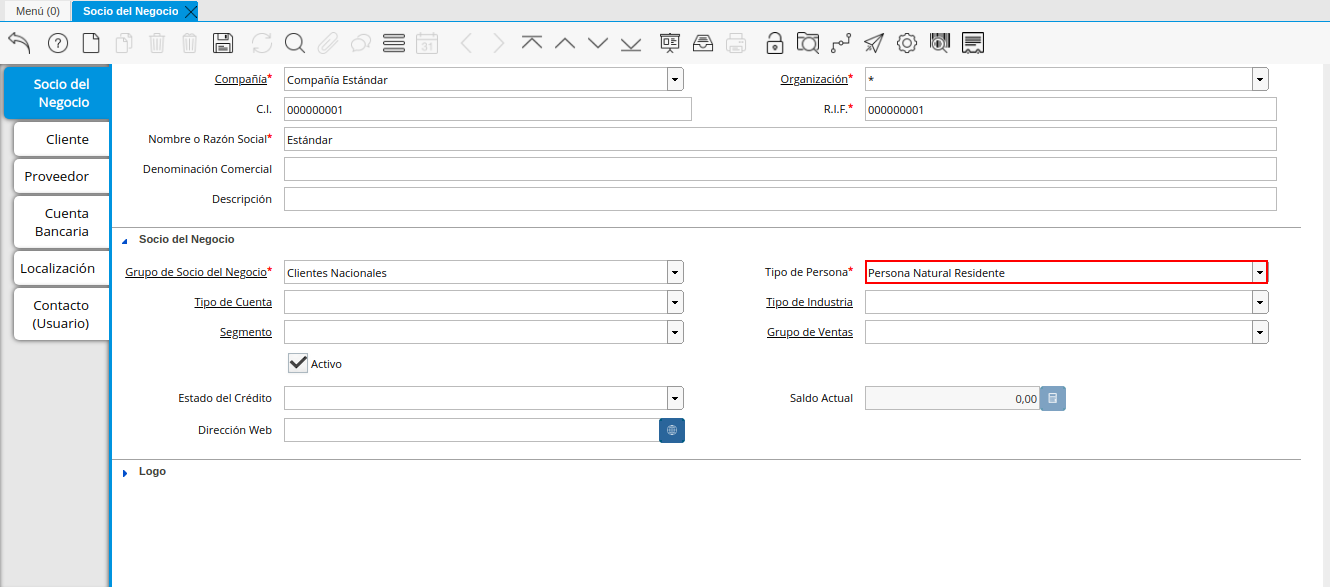 Menú (0) Socio del Negocio
31
Socio del Negocio
Cliente
Proveedor
Cuenta Bancaria
Localización
Contacto (Usuario)
Compañía* Compañía Estándar Organización* *
C.I. 000000001 R.I.F.* 000000001
Nombre o Razón Social* Estándar
Denominación Comercial
Descripción
Socio del Negocio
Grupo de Socio del Negocio* Clientes Nacionales Tipo de Persona* Persona Natural Residente
Tipo de Cuenta Tipo de Industria
Segmento Grupo de Ventas
Activo
Estado del Crédito Saldo Actual 0,00
Dirección Web
Logo